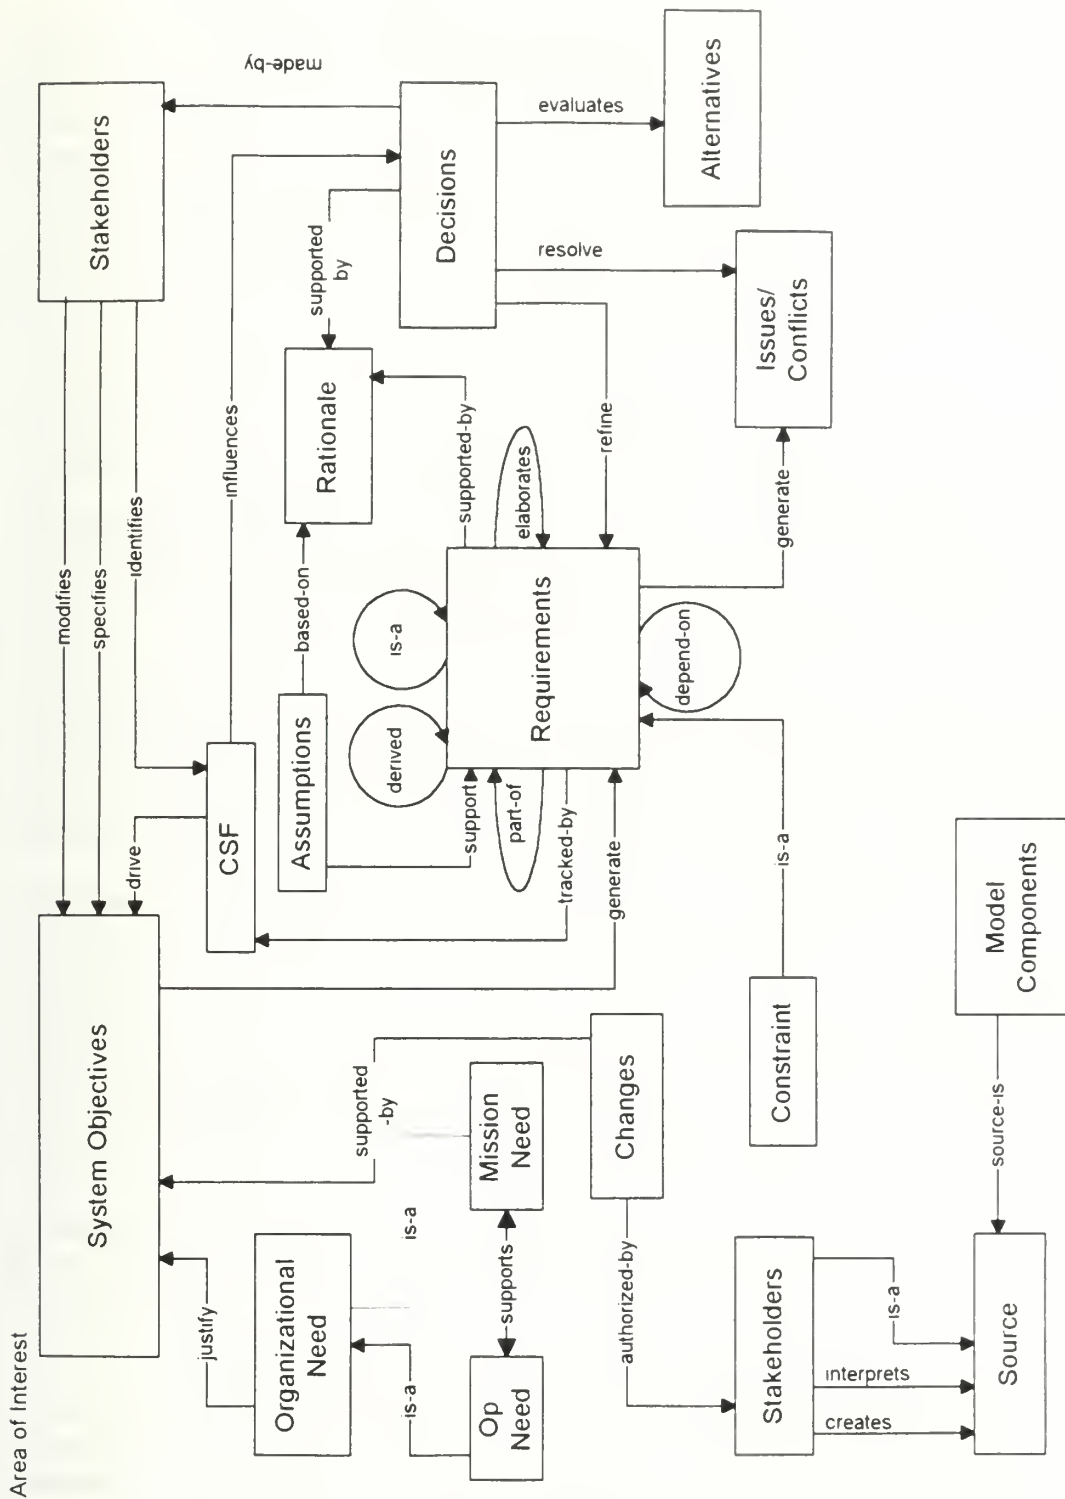 Area of Interest
System Objectives
Stakeholders
modifies
specifies
identifies
made-by
drive
CSF
influences
justify
Organizational
Need
is-a
Op
Need
supports
Mission
Need
is-a
supported
-by
Changes
authorized-by
Assumptions
based-on
Rationale
supported
by
Decisions
evaluates
Alternatives
resolve
Issues/
Conflicts
refine
supported-by
elaborates
is-a
derived
Requirements
support
part-of
tracked-by
generate
depend-on
generate
is-a
Constraint
Stakeholders
is-a
interprets
creates
Source
source-is
Model
Components